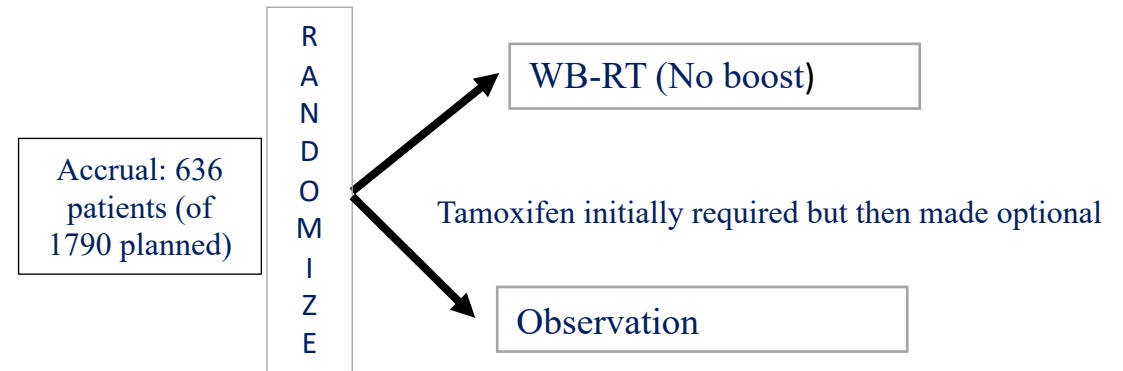 Accrual: 636
patients (of
1790 planned)
R
A
N
D
O
M
I
Z
E
WB-RT (No boost)
Tamoxifen initially required but then made optional
Observation